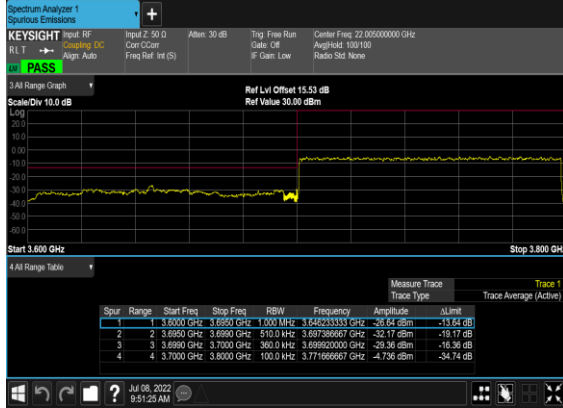 Spectrum Analyzer 1
Spurious Emissions
+
KEYSIGHT Input: RF Input Z: 50 Ω Atten: 30 dB Trig: Free Run Center Freq: 22.005000000 GHz
RLT Coupling: DC Corr CCorr Gate: Off Avg|Hold: 100/100
Align: Auto Freq Ref: Int (S) IF Gain: Low Radio Std: None
PASS
3 All Range Graph
Ref Lvl Offset 15.53 dB
Scale/Div 10.0 dB Ref Value 30.00 dBm
Log
20.0
10.0
0.00
-10.0
-20.0
-30.0
-40.0
-50.0
-60.0
Start 3.600 GHz Stop 3.800 GH
4 All Range Table
Measure Trace Trace 1
Trace Type Trace Average (Active)
Spur Range Start Freq Stop Freq RBW Frequency Amplitude ΔLimit
1 1 3.6000 GHz 3.6950 GHz 1.000 MHz 3.646233333 GHz -26.64 dBm -13.64 dB
2 2 3.6950 GHz 3.6990 GHz 510.0 kHz 3.697386667 GHz -32.17 dBm -19.17 dB
3 3 3.6990 GHz 3.7000 GHz 360.0 kHz 3.699920000 GHz -29.36 dBm -16.36 dB
4 4 3.7000 GHz 3.8000 GHz 100.0 kHz 3.771666667 GHz -4.736 dBm -34.74 dB
? Jul 08, 2022
9:51:25 AM